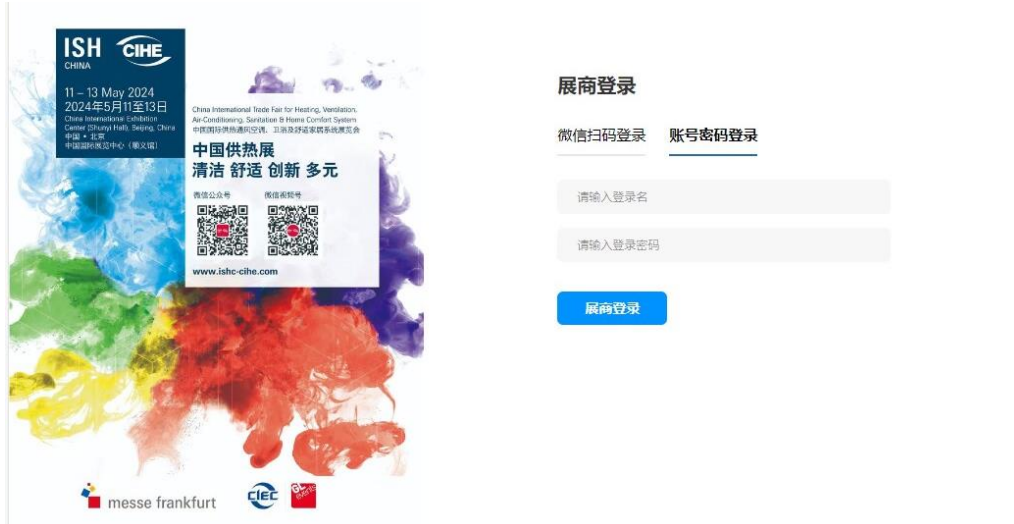 ISH
CIHE
CHINA
11 – 13 May 2024
2024年5月11至13日
China International Exhibition
Center (Shunyi Hall), Beijing, China
中国 • 北京
中国国际展览中心（顺义馆）
China International Trade Fair for Heating, Ventilation,
Air-Conditioning, Sanitation & Home Comfort System
中国国际供热通风空调、卫浴及舒适家居系统展览会
中国供热展
清洁 舒适 创新 多元
微信公众号 微信视频号
www.ishc-cihe.com
messe frankfurt
CIEC
GL
events
展商登录
微信扫码登录 账号密码登录
请输入登录名
请输入登录密码
展商登录